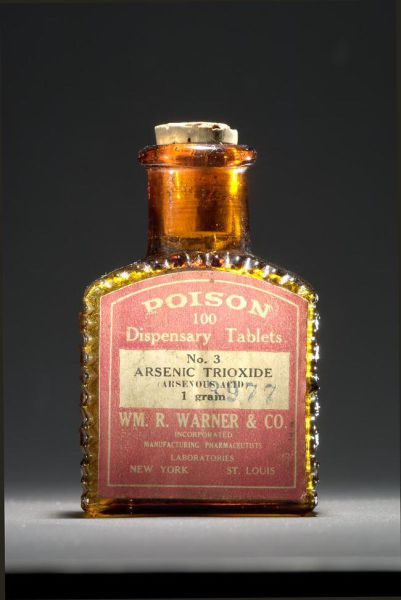 POISON
100
Dispensary Tablets
No. 3
ARSENIC TRIOXIDE
(ARSENOUS ACID)
1 grain
3977
WM. R. WARNER & CO.
INCORPORATED
MANUFACTURING PHARMACEUTISTS
LABORATORIES
NEW YORK ST. LOUIS